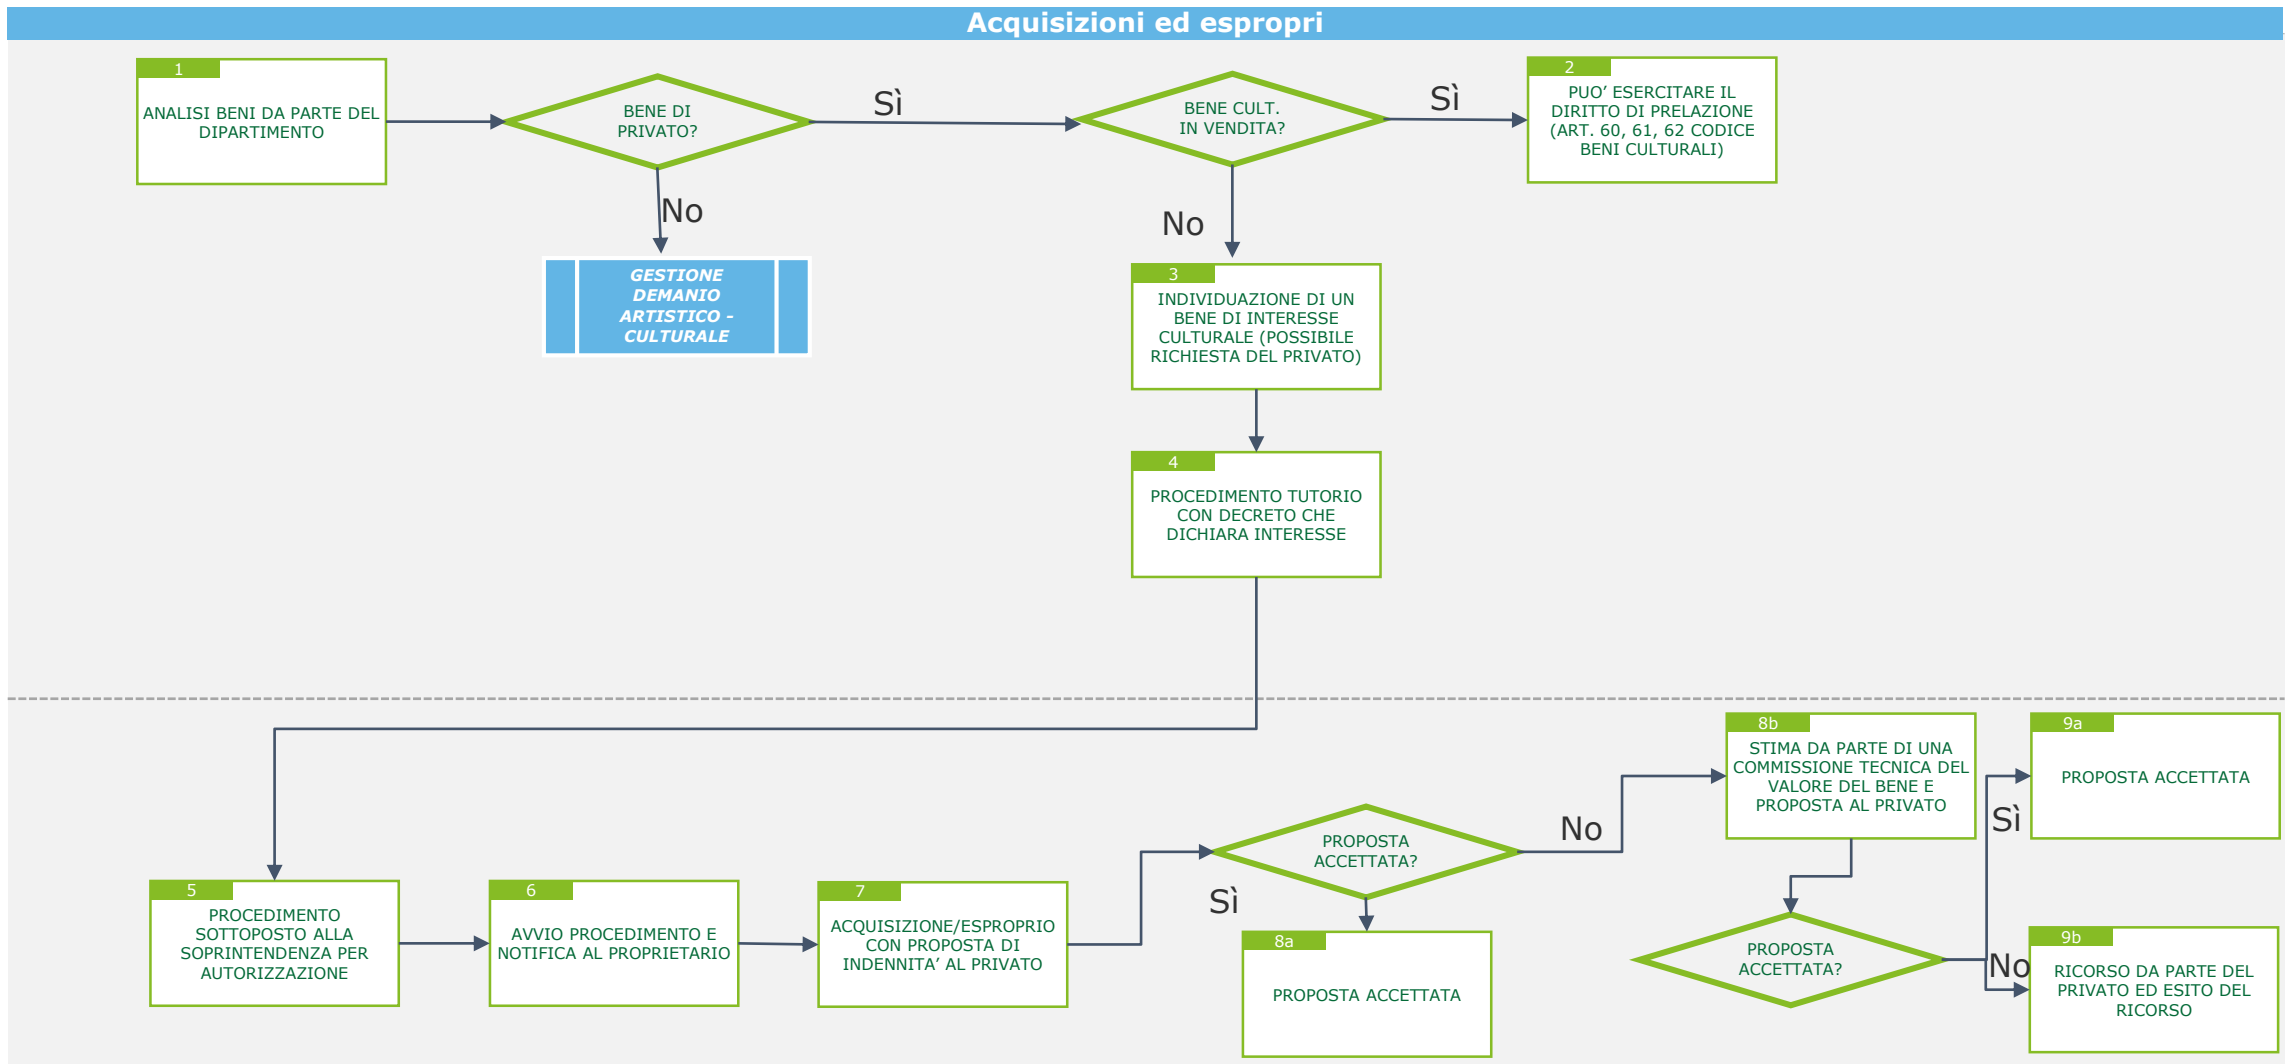 Acquisizioni ed espropri
1
ANALISI BENI DA PARTE DEL
DIPARTIMENTO
BENE DI
PRIVATO?
Sì
BENE CULT.
IN VENDITA?
Sì
2
PUO’ ESERCITARE IL
DIRITTO DI PRELAZIONE
(ART. 60, 61, 62 CODICE
BENI CULTURALI)
No
No
GESTIONE
DEMANIO
ARTISTICO –
CULTURALE
3
INDIVIDUAZIONE DI UN
BENE DI INTERESSE
CULTURALE (POSSIBILE
RICHIESTA DEL PRIVATO)
4
PROCEDIMENTO TUTORIO
CON DECRETO CHE
DICHIARA INTERESSE
5
PROCEDIMENTO
SOTTOPOSTO ALLA
SOPRINTENDENZA PER
AUTORIZZAZIONE
6
AVVIO PROCEDIMENTO E
NOTIFICA AL PROPRIETARIO
7
ACQUISIZIONE/ESPROPRIO
CON PROPOSTA DI
INDENNITA’ AL PRIVATO
PROPOSTA
ACCETTATA?
Sì
8a
PROPOSTA ACCETTATA
No
8b
STIMA DA PARTE DI UNA
COMMISSIONE TECNICA DEL
VALORE DEL BENE E
PROPOSTA AL PRIVATO
PROPOSTA
ACCETTATA?
Sì
9a
PROPOSTA ACCETTATA
No
9b
RICORSO DA PARTE DEL
PRIVATO ED ESITO DEL
RICORSO